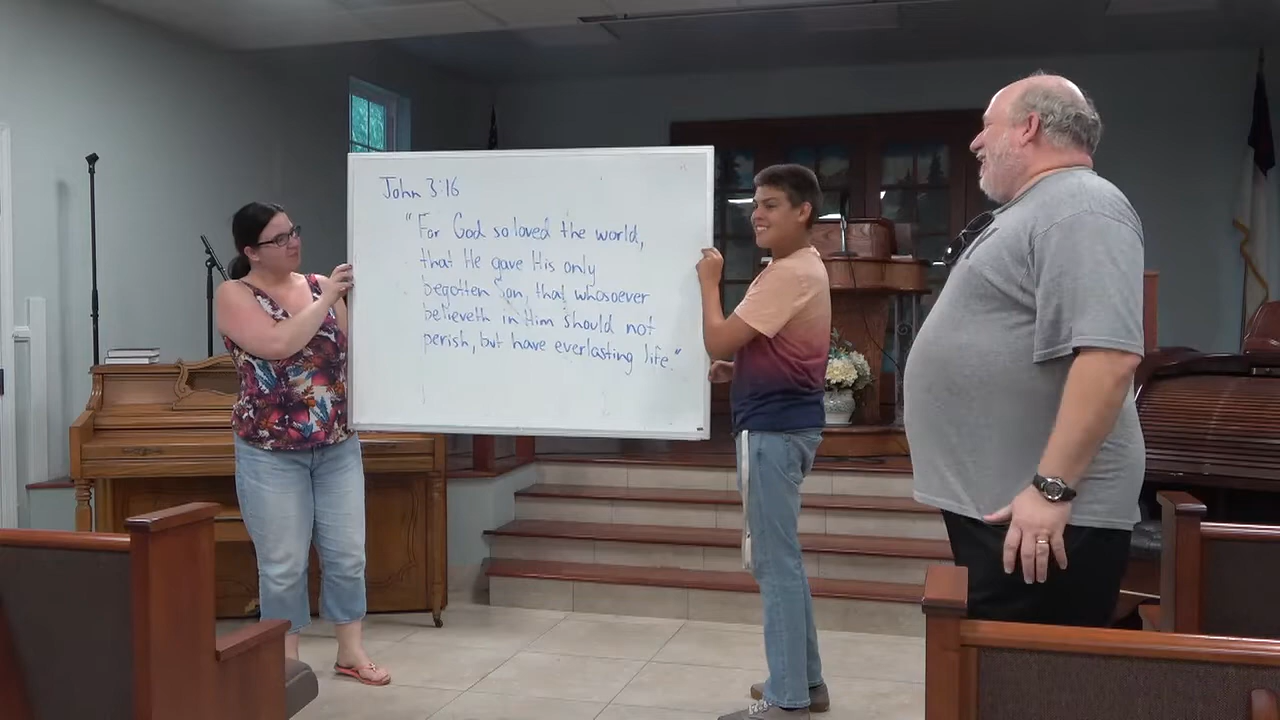 John 3:16
"For God so loved the world,
that He gave His only
begotten Son, that whosoever
believeth in Him should not
perish, but have everlasting life."